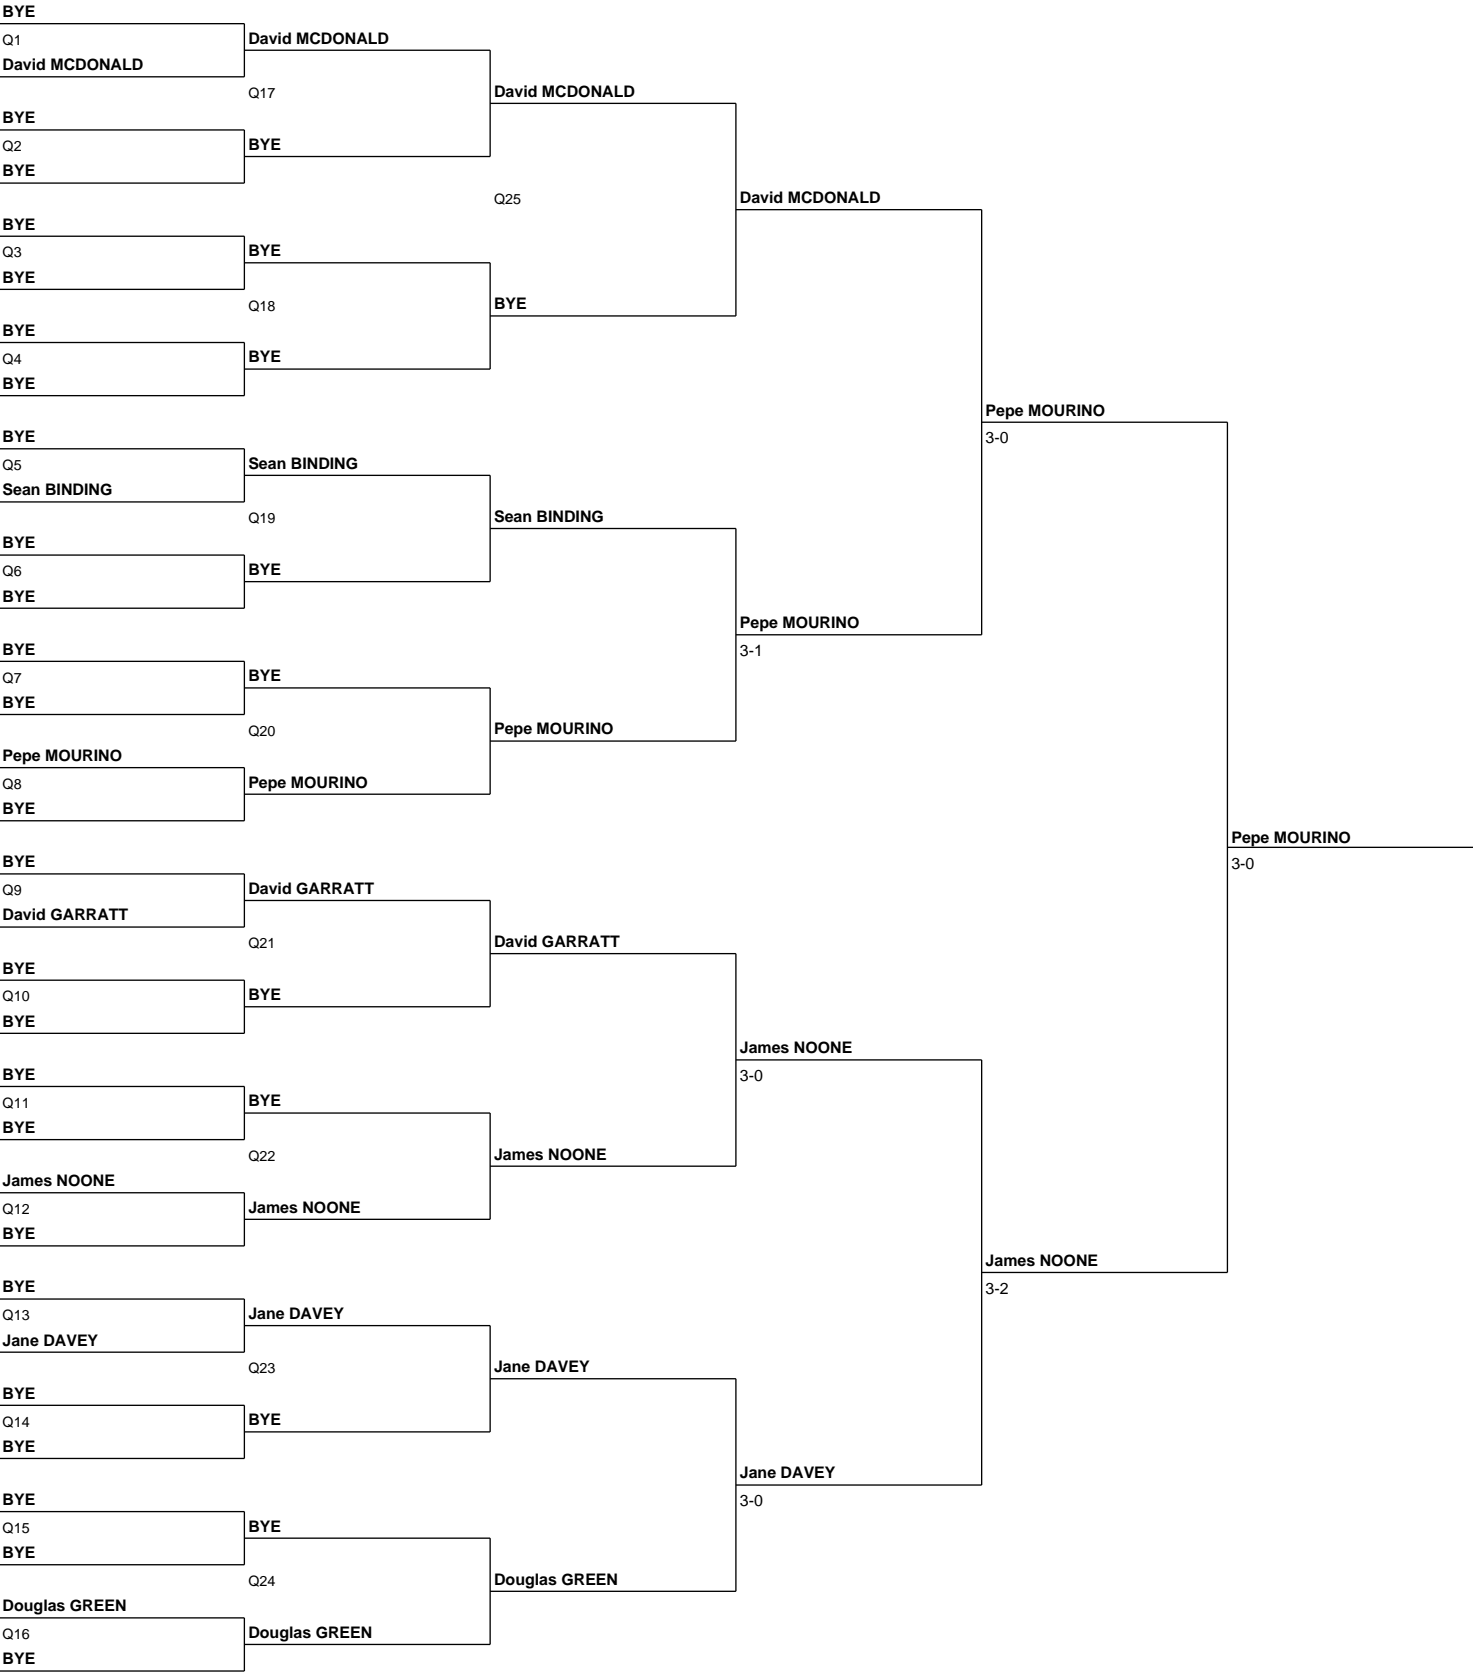 BYE
Q1
David MCDONALD
BYE
Q2
BYE
BYE
Q3
BYE
BYE
Q4
BYE
BYE
Q5
Sean BINDING
BYE
Q6
BYE
BYE
Q7
BYE
Pepe MOURINO
Q8
BYE
BYE
Q9
David GARRATT
BYE
Q10
BYE
BYE
Q11
BYE
James NOONE
Q12
BYE
BYE
Q13
Jane DAVEY
BYE
Q14
BYE
BYE
Q15
BYE
Douglas GREEN
Q16
BYE
David MCDONALD
Q17
BYE
BYE
Q18
BYE
Sean BINDING
Q19
BYE
BYE
Q20
Pepe MOURINO
David GARRATT
Q21
BYE
BYE
Q22
James NOONE
Jane DAVEY
Q23
BYE
BYE
Q24
Douglas GREEN
David MCDONALD
Q25
BYE
Sean BINDING
Pepe MOURINO
David GARRATT
James NOONE
Jane DAVEY
Douglas GREEN
David MCDONALD
Pepe MOURINO
3-1
James NOONE
3-0
Jane DAVEY
3-0
Pepe MOURINO
3-0
James NOONE
3-2
Pepe MOURINO
3-0